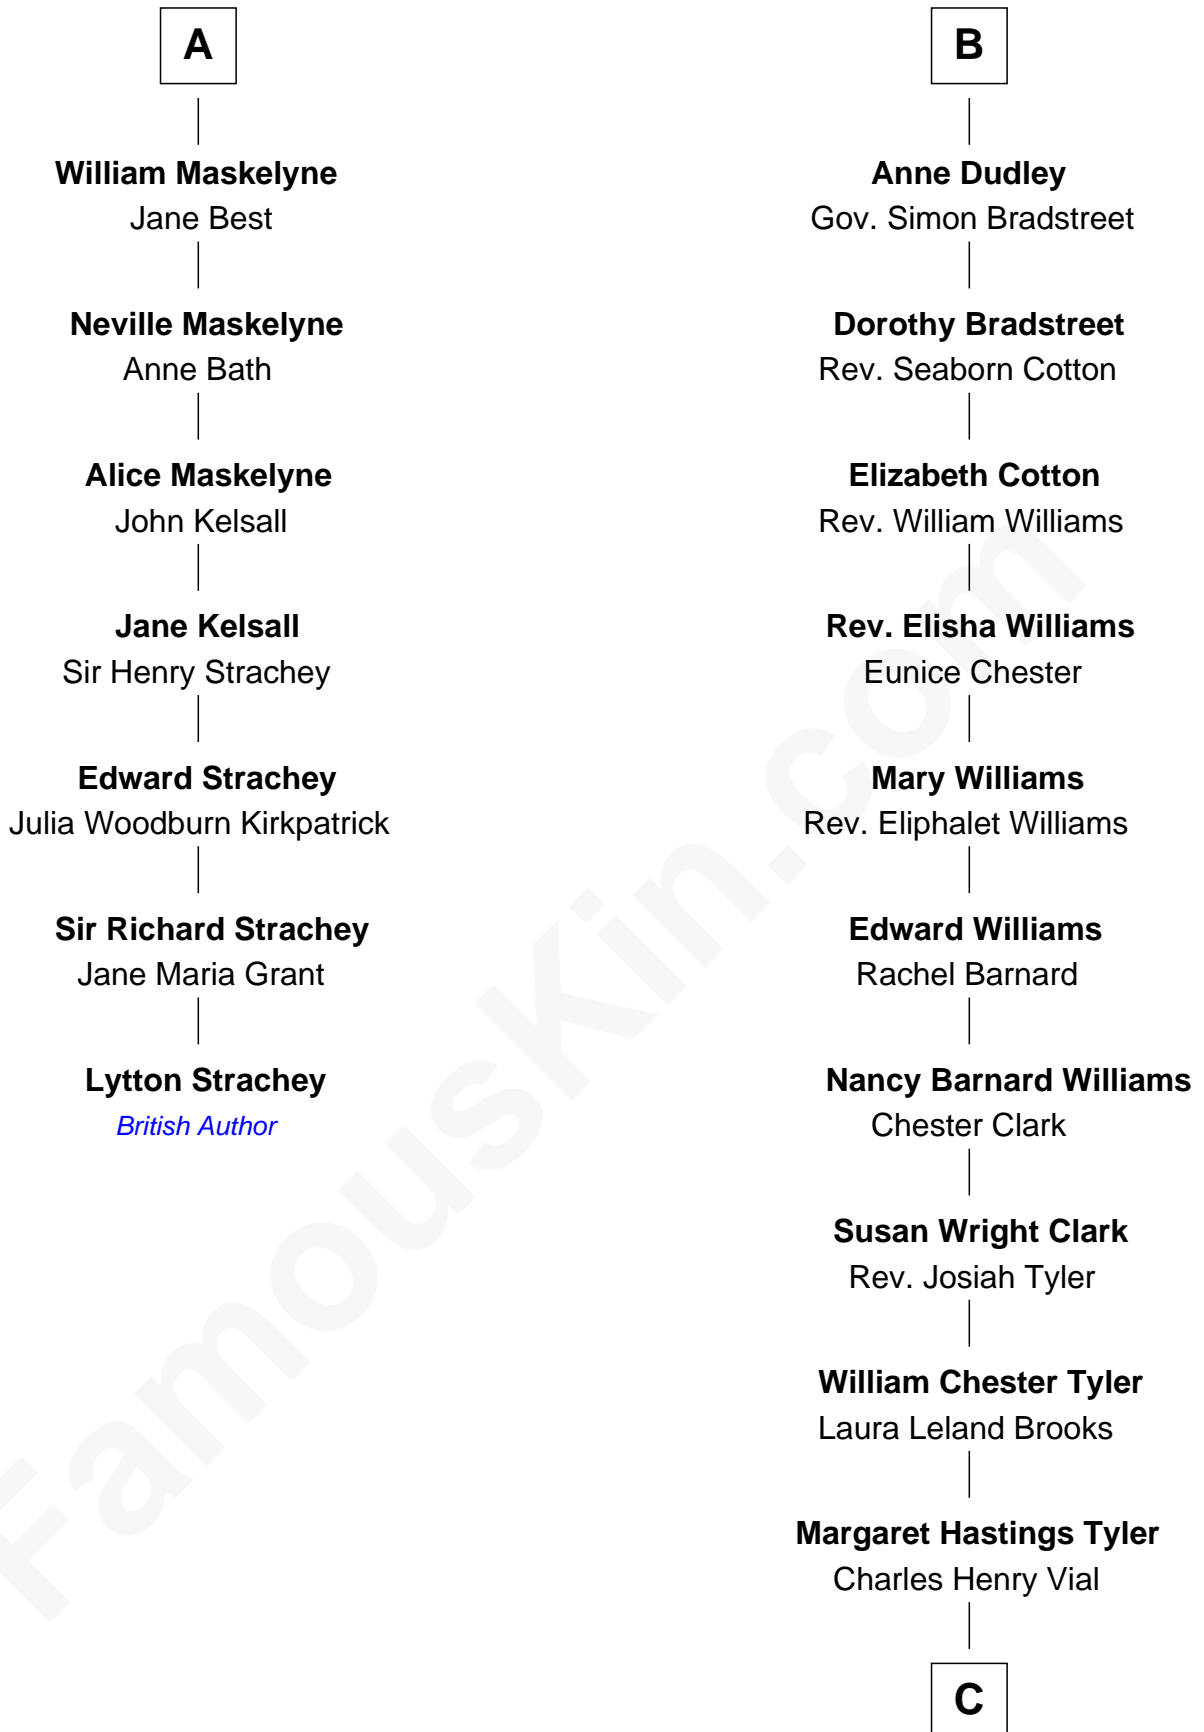 A
William Maskelyne
Jane Best
Neville Maskelyne
Anne Bath
Alice Maskelyne
John Kelsall
Jane Kelsall
Sir Henry Strachey
Edward Strachey
Julia Woodburn Kirkpatrick
Sir Richard Strachey
Jane Maria Grant
Lytton Strachey
British Author
B
Anne Dudley
Gov. Simon Bradstreet
Dorothy Bradstreet
Rev. Seaborn Cotton
Elizabeth Cotton
Rev. William Williams
Rev. Elisha Williams
Eunice Chester
Mary Williams
Rev. Eliphalet Williams
Edward Williams
Rachel Barnard
Nancy Barnard Williams
Chester Clark
Susan Wright Clark
Rev. Josiah Tyler
William Chester Tyler
Laura Leland Brooks
Margaret Hastings Tyler
Charles Henry Vial
C
FamousKin.com